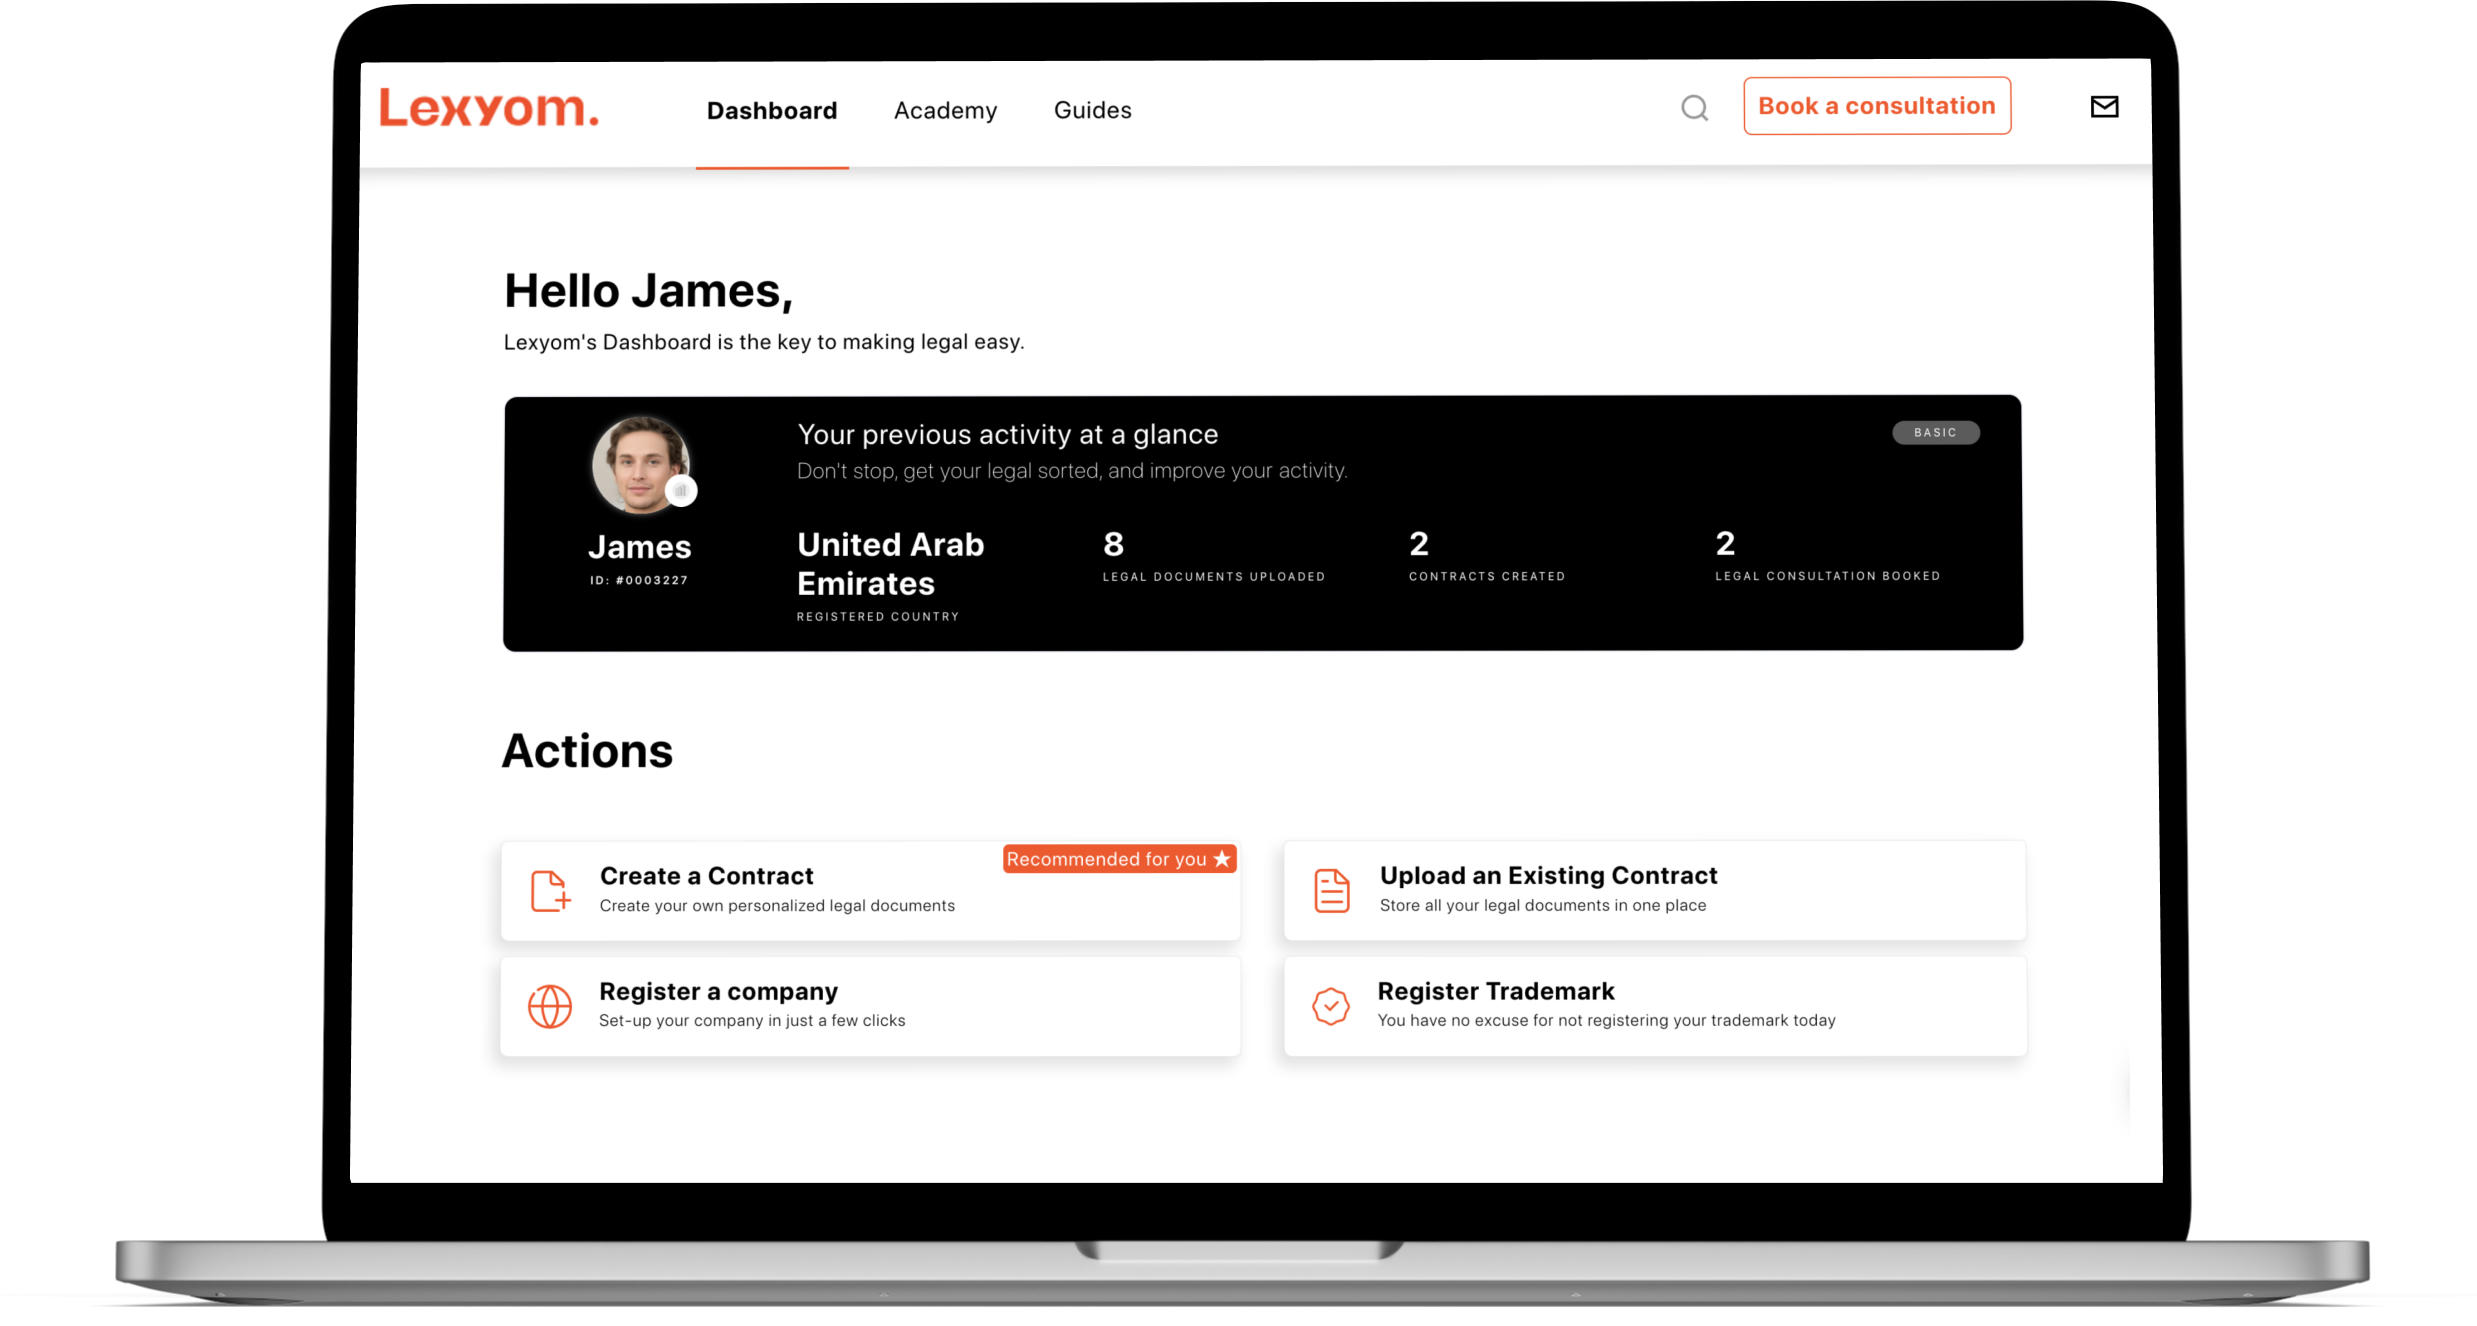 Lexyom.
Dashboard
Academy
Guides
Book a consultation
Hello James,
Lexyom's Dashboard is the key to making legal easy.
Your previous activity at a glance
BASIC
Don't stop, get your legal sorted, and improve your activity.
James
ID: #0003227
United Arab
Emirates
REGISTERED COUNTRY
8
LEGAL DOCUMENTS UPLOADED
2
CONTRACTS CREATED
2
LEGAL CONSULTATION BOOKED
Actions
Recommended for you
Create a Contract
Create your own personalized legal documents
Upload an Existing Contract
Store all your legal documents in one place
Register a company
Set-up your company in just a few clicks
Register Trademark
You have no excuse for not registering your trademark today